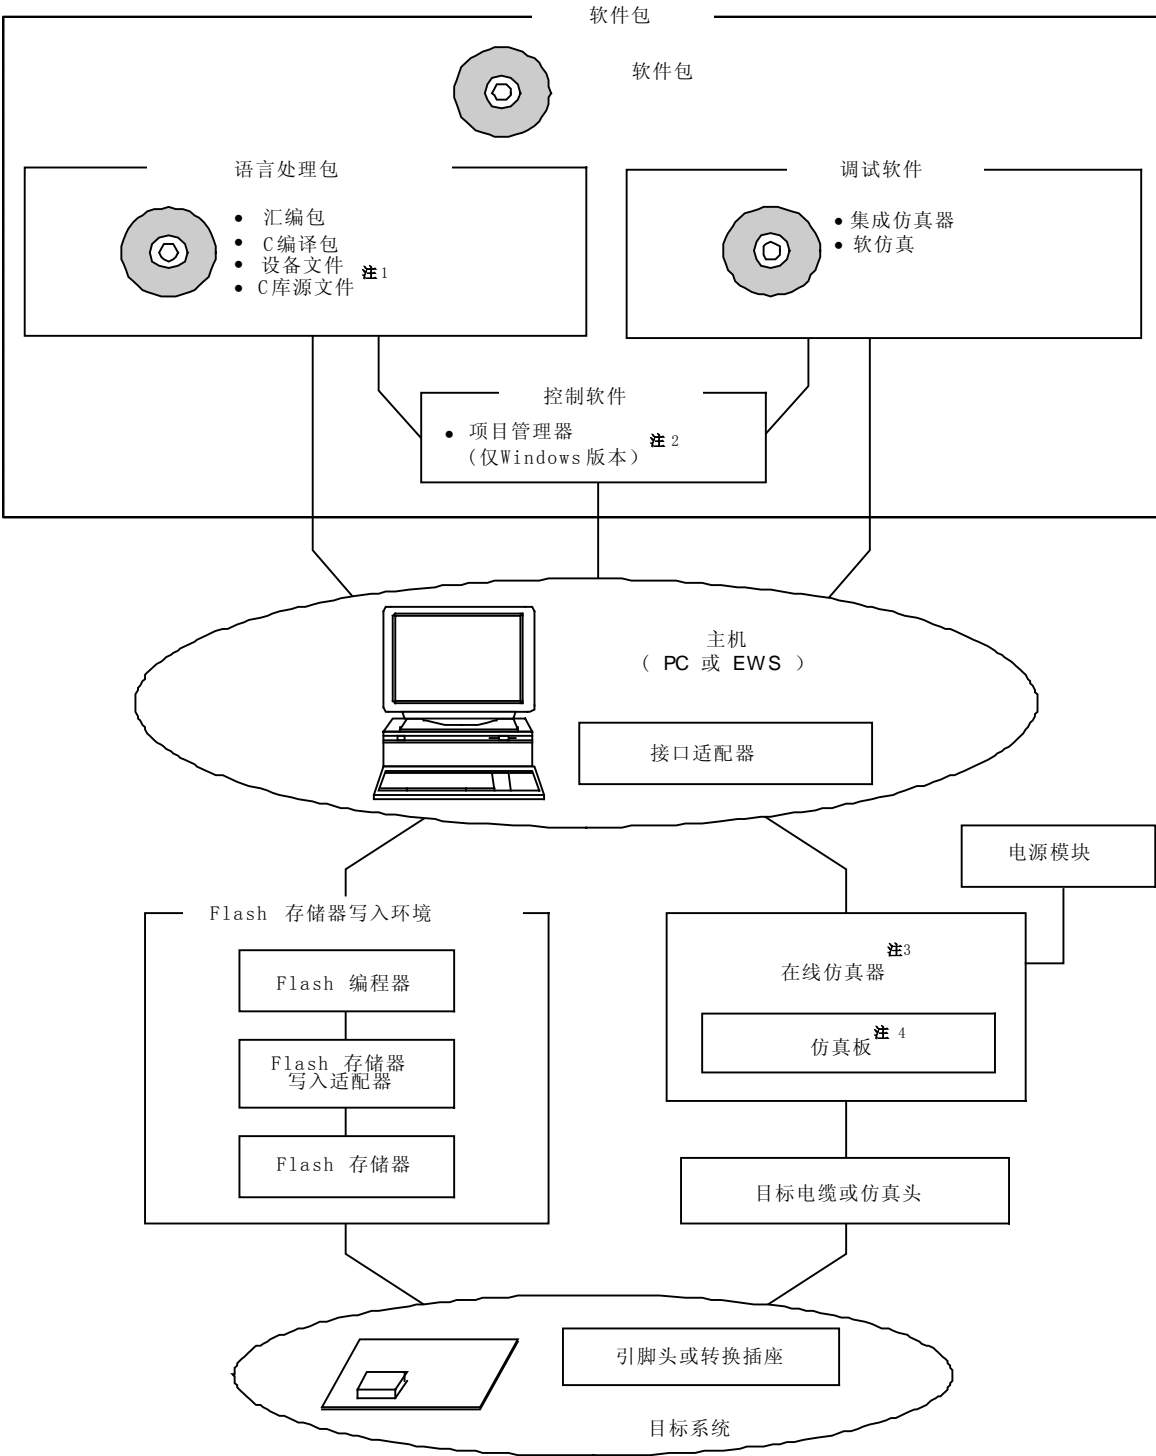 软件包
软件包
语言处理包
• 汇编包
• C编译包
• 设备文件
• C库源文件 注1
调试软件
• 集成仿真器
• 软仿真
控制软件
• 项目管理器
(仅Windows版本) 注2
主机
( PC 或 EWS )
接口适配器
电源模块
Flash 存储器写入环境
Flash 编程器
Flash 存储器
写入适配器
Flash 存储器
在线仿真器 注3
仿真板 注4
目标电缆或仿真头
引脚头或转换插座
目标系统